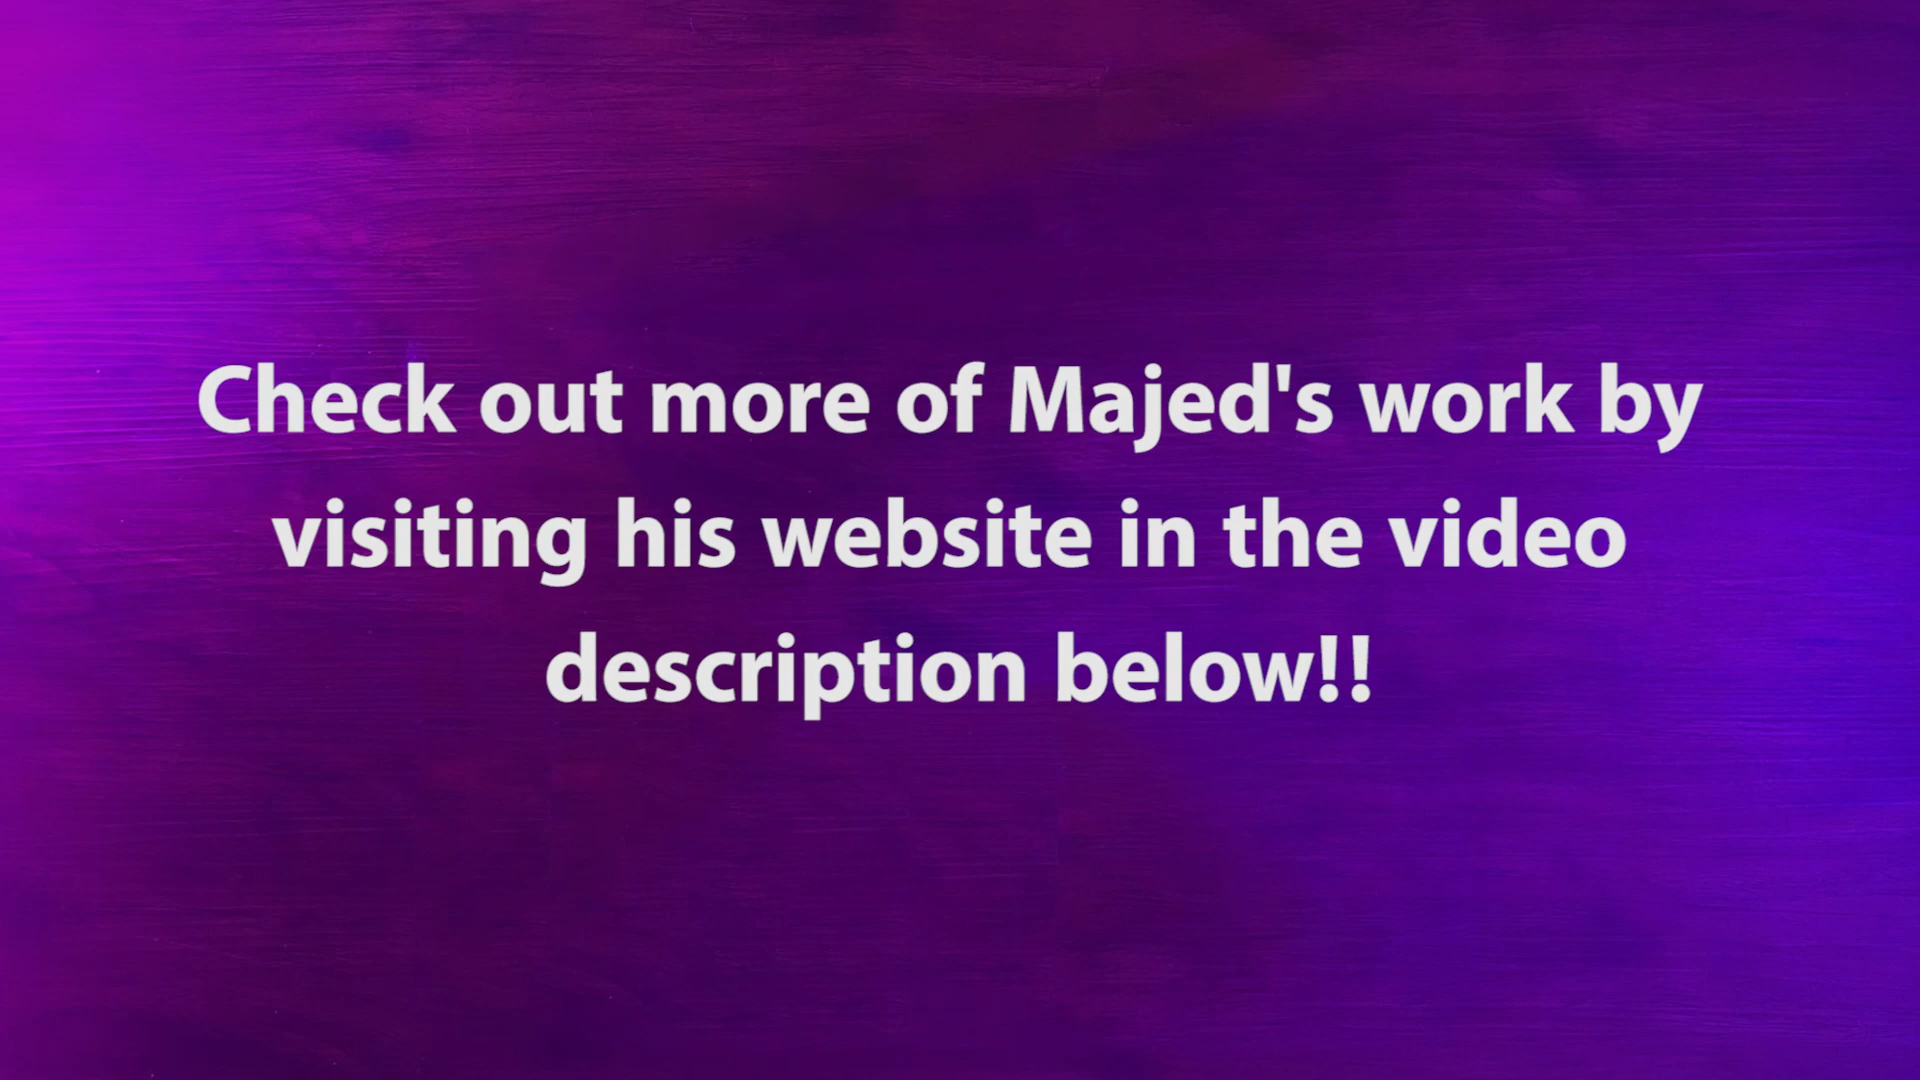 Check out more of Majed's work by
visiting his website in the video
description below!!